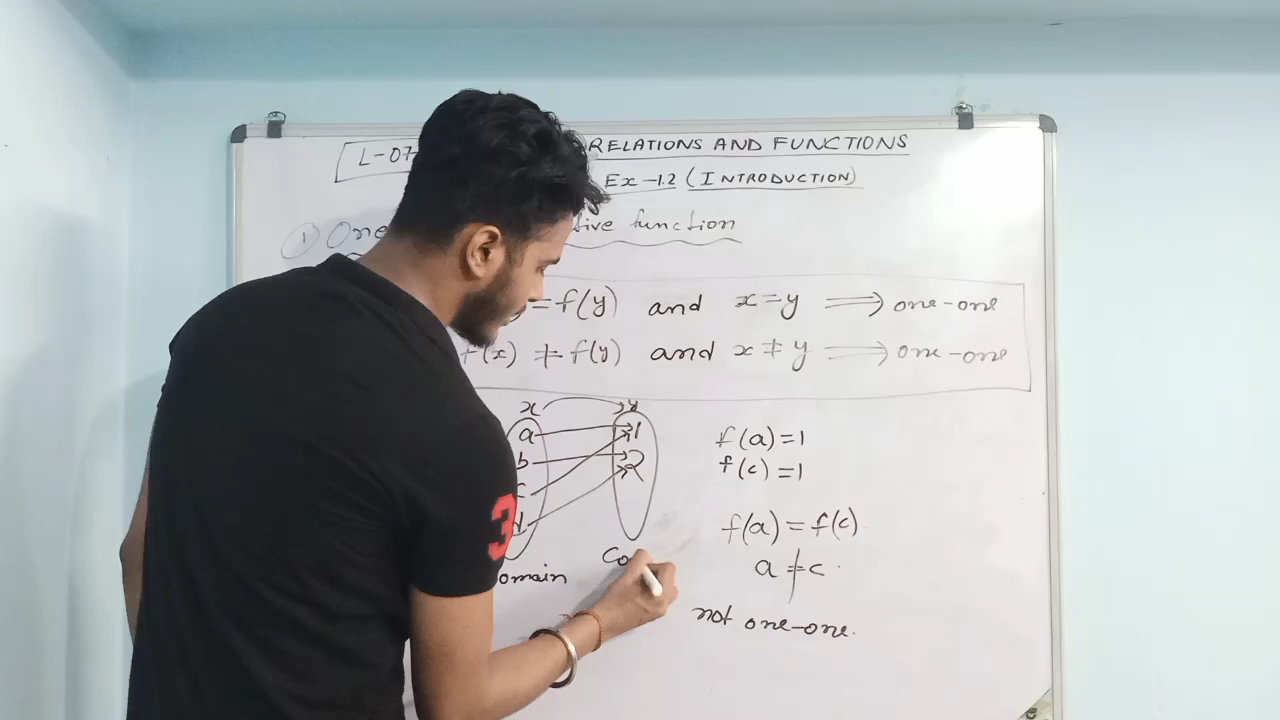 L-07 RELATIONS AND FUNCTIONS
Ex-1.2 (INTRODUCTION)
① One tive function
=f(y) and x=y ⟹ one-one
f(x) ≠ f(y) and x ≠ y ⟹ one-one
x y
a 1
b 2
c
d
f(a)=1
f(c)=1
f(a)=f(c)
a≠c
omain Co
not one-one.
3